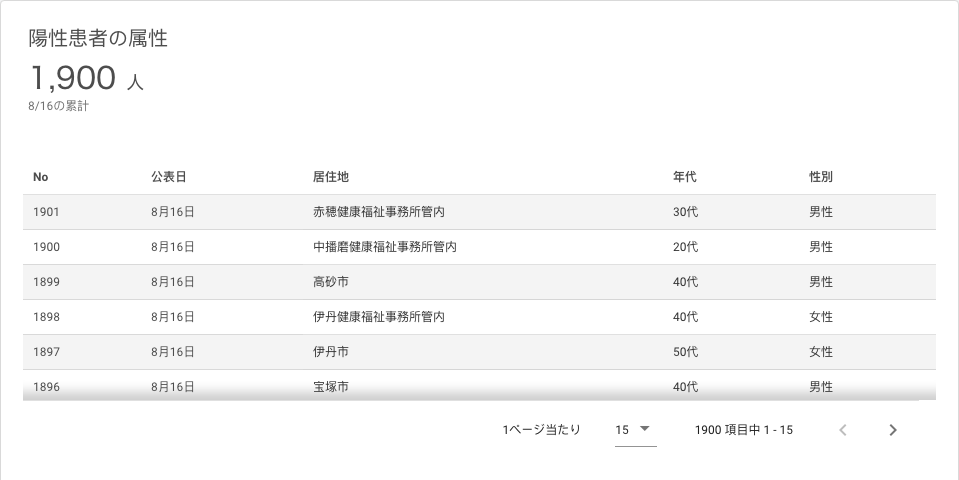 陽性患者の属性
1,900 人
8/16の累計
No 公表日 居住地 年代 性別
1901 8月16日 赤穂健康福祉事務所管内 30代 男性
1900 8月16日 中播磨健康福祉事務所管内 20代 男性
1899 8月16日 高砂市 40代 男性
1898 8月16日 伊丹健康福祉事務所管内 40代 女性
1897 8月16日 伊丹市 50代 女性
1896 8月16日 宝塚市 40代 男性
1ページ当たり 15 1900 項目中 1 - 15